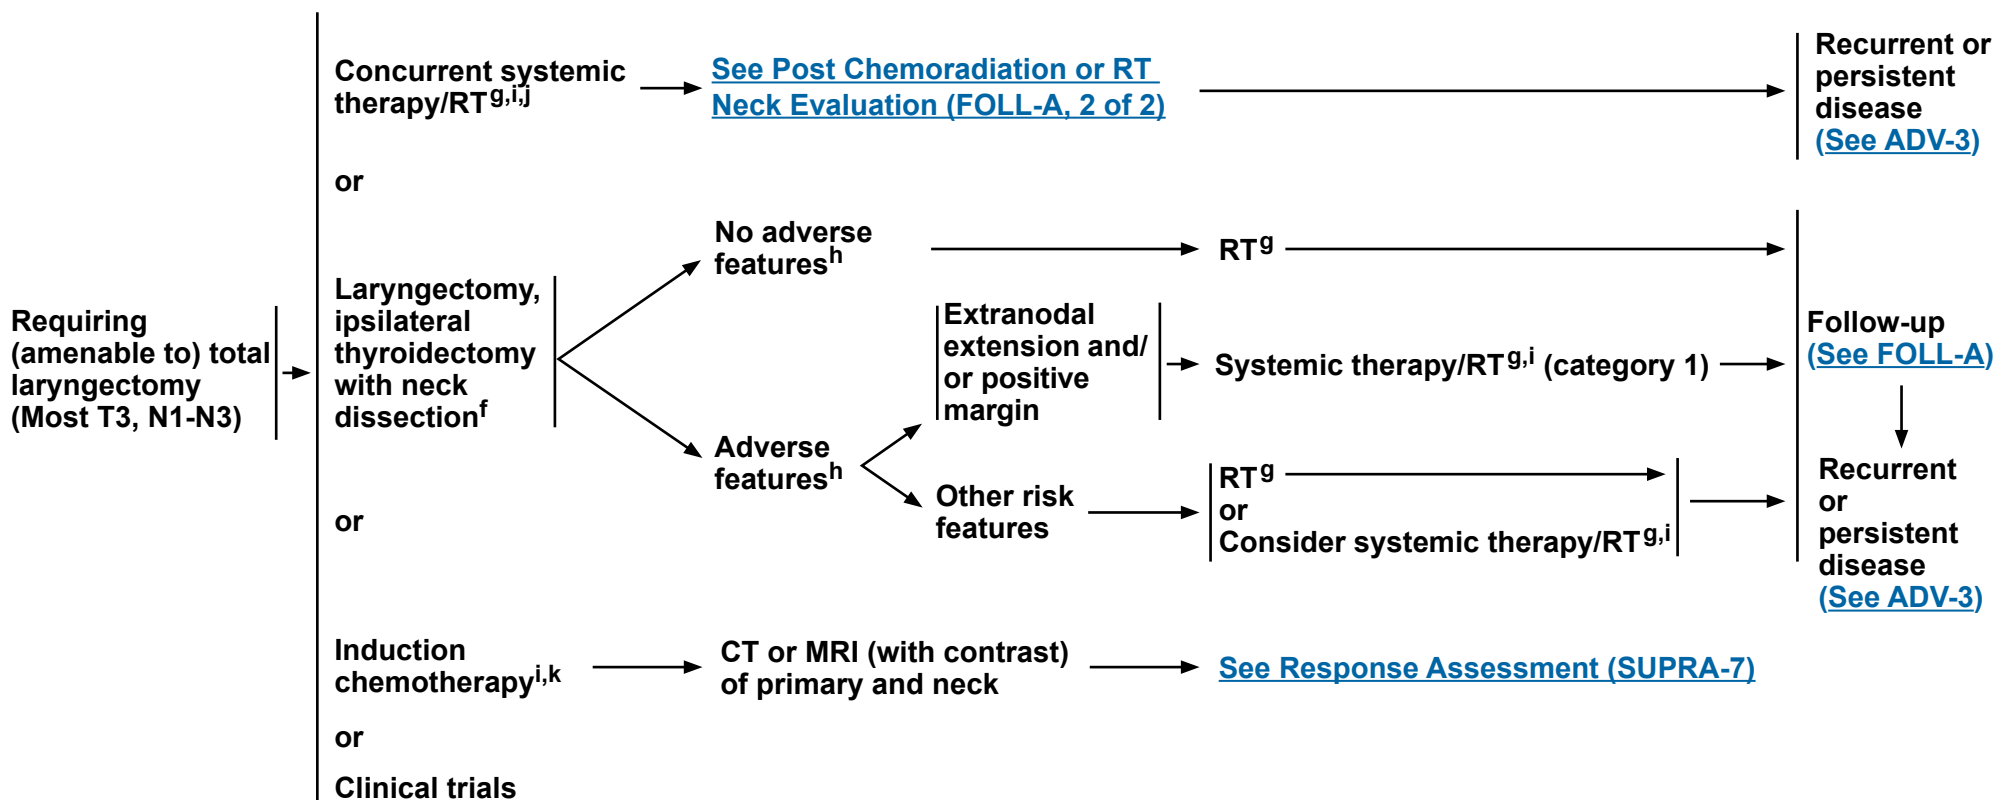 Requiring
(amenable to) total
laryngectomy
(Most T3, N1-N3)
Concurrent systemic
therapy/RTg,i,j
See Post Chemoradiation or RT
Neck Evaluation (FOLL-A, 2 of 2)
Recurrent or
persistent
disease
(See ADV-3)
or
Laryngectomy,
ipsilateral
thyroidectomy
with neck
dissectionf
No adverse
featuresh
RTg
Adverse
featuresh
Extranodal
extension and/
or positive
margin
Systemic therapy/RTg,i (category 1)
Other risk
features
RTg
or
Consider systemic therapy/RTg,i
Follow-up
(See FOLL-A)
Recurrent
or
persistent
disease
(See ADV-3)
or
Induction
chemotherapyi,k
CT or MRI (with contrast)
of primary and neck
See Response Assessment (SUPRA-7)
or
Clinical trials